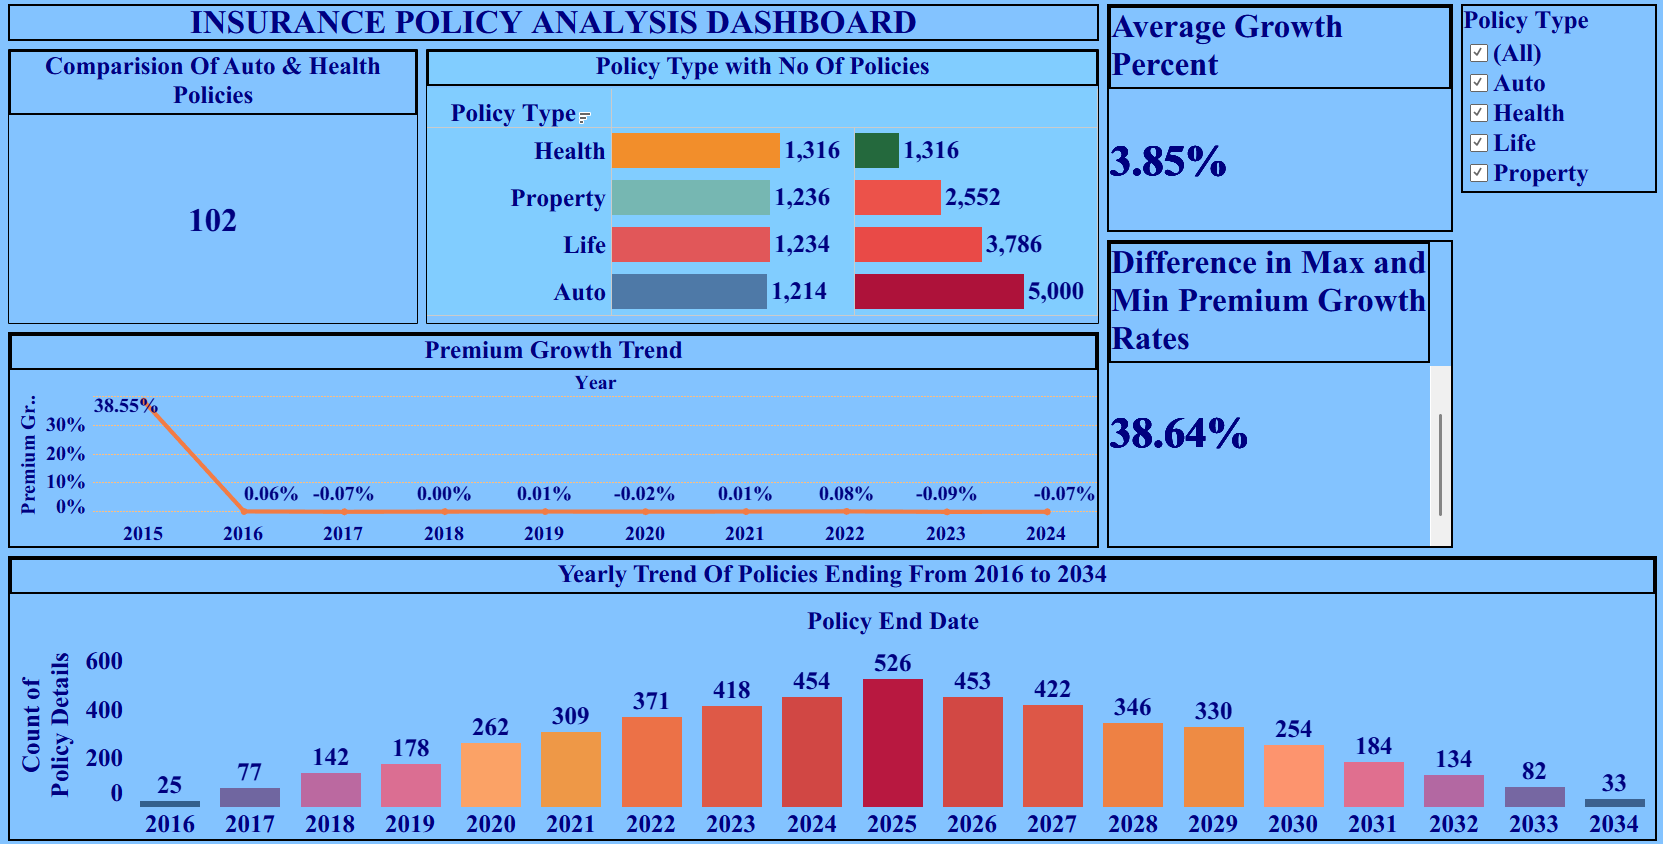 INSURANCE POLICY ANALYSIS DASHBOARD
Comparision Of Auto & Health
Policies
102
Policy Type with No Of Policies
Policy Type
Health 1,316 1,316
Property 1,236 2,552
Life 1,234 3,786
Auto 1,214 5,000
Average Growth
Percent
3.85%
Policy Type
(All)
Auto
Health
Life
Property
Difference in Max and
Min Premium Growth
Rates
38.64%
Premium Growth Trend
Year
Premium Gr..
30%
20%
10%
0%
38.55% 0.06% -0.07% 0.00% 0.01% -0.02% 0.01% 0.08% -0.09% -0.07%
2015 2016 2017 2018 2019 2020 2021 2022 2023 2024
Yearly Trend Of Policies Ending From 2016 to 2034
Policy End Date
Count of
Policy Details
600
400
200
0
25 77 142 178 262 309 371 418 454 526 453 422 346 330 254 184 134 82 33
2016 2017 2018 2019 2020 2021 2022 2023 2024 2025 2026 2027 2028 2029 2030 2031 2032 2033 2034